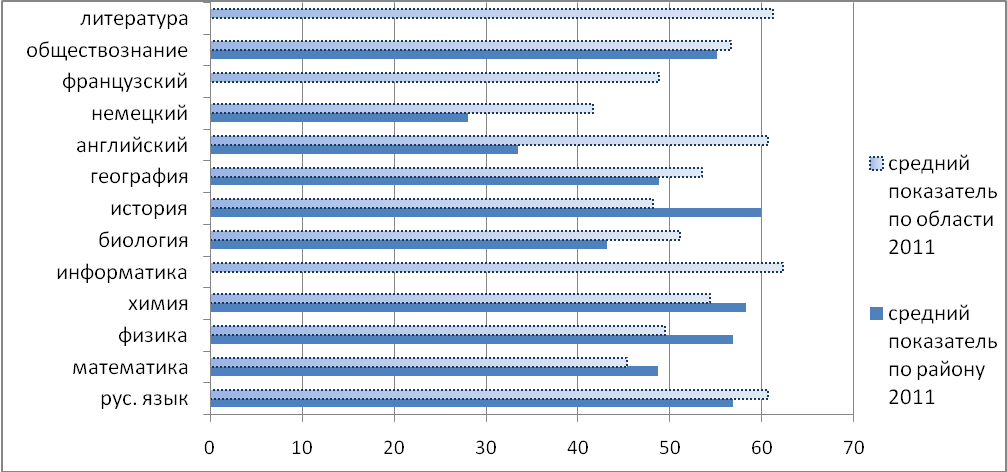 литература
обществознание
французский
немецкий
английский
география
история
биология
информатика
химия
физика
математика
рус. язык
0 10 20 30 40 50 60 70
средний
показатель
по области
2011
средний
показатель
по району
2011